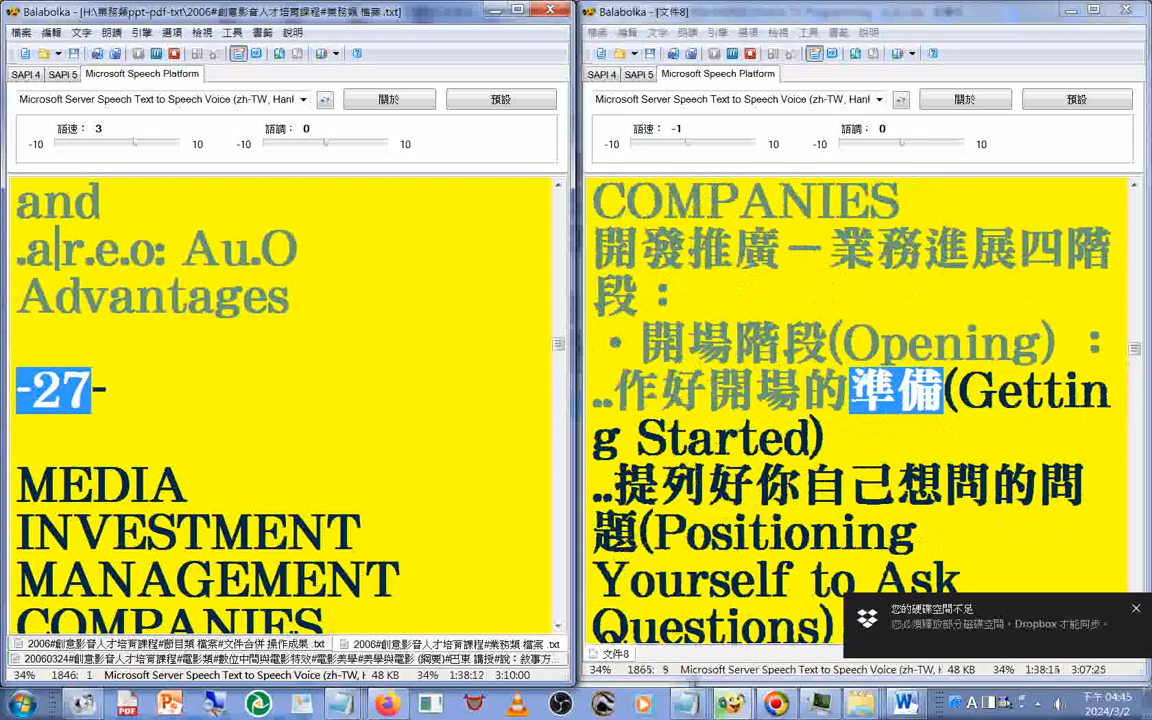 Balabolka - [H:\業務類ppt-pdf-txt\2006#創意影音人才培育課程#業務類 檔案 .txt]
檔案 編輯 文字 朗讀 引擎 選項 檢視 工具 書籤 說明
SAPI 4 SAPI 5 Microsoft Speech Platform
Microsoft Server Speech Text to Speech Voice (zh-TW, Hanl
關於
預設
語速： 3
語調： 0
-10 10 -10 10
and
.ar.e.o: Au.O
Advantages
-27-
MEDIA
INVESTMENT
MANAGEMENT
COMPANIES
2006#創意影音人才培育課程#節目類 檔案#文件合併 操作成果 .txt
2006#創意影音人才培育課程#業務類 檔案 .txt
20060324#創意影音人才培育課程#電影類#數位中間與電影特效#電影美學#美學與電影 (綱要)#巴東 講授#說：敘事方...
34% 1846: 1 Microsoft Server Speech Text to Speech Voice (zh-TW, H 48 KB 34% 1:38:12 3:10:00
Balabolka - [文件8]
檔案 編輯 文字 朗讀 引擎 選項 檢視 工具 書籤 說明
SAPI 4 SAPI 5 Microsoft Speech Platform
Microsoft Server Speech Text to Speech Voice (zh-TW, Hanl
關於
預設
語速： -1
語調： 0
-10 10 -10 10
COMPANIES
開發推廣－業務進展四階
段：
•開場階段(Opening) ：
..作好開場的準備(Gettin
g Started)
..提列好你自己想問的問
題(Positioning
Yourself to Ask
Questions)
您的硬碟空間不足
您必須釋放部分磁碟空間，Dropbox 才能同步。
文件8
34% 1865: 8 Microsoft Server Speech Text to Speech Voice (zh-TW, H 48 KB 34% 1:38:15 3:07:25
下午 04:45
2024/3/2